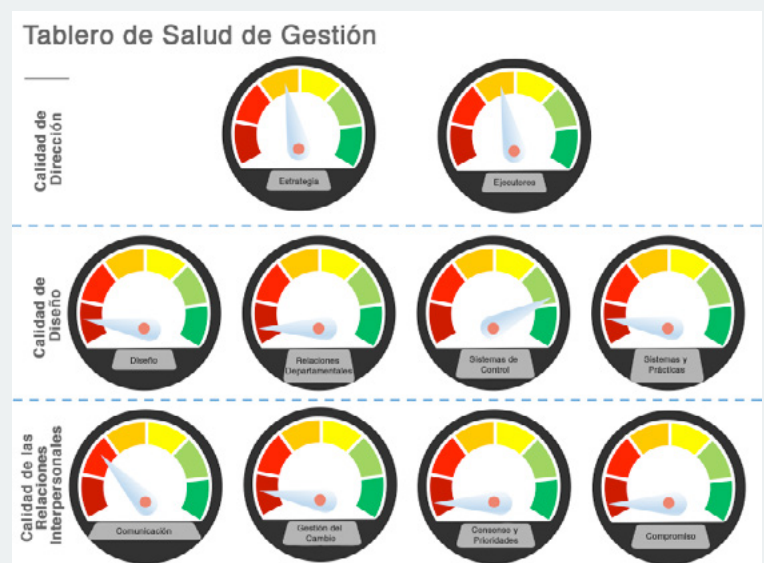 Tablero de Salud de Gestión
Calidad de
Dirección
Estrategia
Ejecutores
Calidad de
Diseño
Diseño
Relaciones
Departamentales
Sistemas de
Control
Sistemas y
Prácticas
Calidad de las
Relaciones
Interpersonales
Comunicación
Gestión del
Cambio
Consenso y
Prioridades
Compromiso